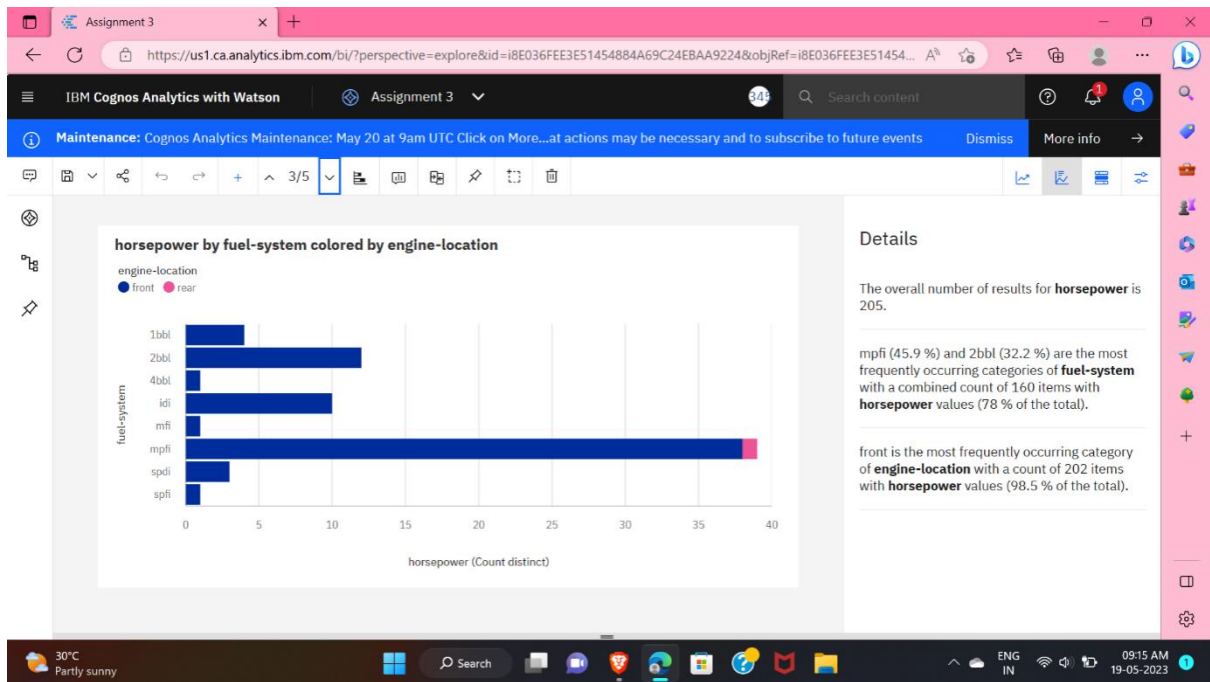 Assignment 3
https://us1.ca.analytics.ibm.com/bi/?perspective=explore&id=i8E036FEE3E51454884A69C24EBAA9224&objRef=i8E036FEE3E51454...
IBM Cognos Analytics with Watson
Assignment 3
345
Search content
1
Maintenance: Cognos Analytics Maintenance: May 20 at 9am UTC Click on More...at actions may be necessary and to subscribe to future events
Dismiss
More info
3/5
horsepower by fuel-system colored by engine-location
engine-location
front rear
fuel-system
1bbl
2bbl
4bbl
idi
mfi
mpfi
spdi
spfi
0 5 10 15 20 25 30 35 40
horsepower (Count distinct)
Details
The overall number of results for horsepower is
205.
mpfi (45.9 %) and 2bbl (32.2 %) are the most
frequently occurring categories of fuel-system
with a combined count of 160 items with
horsepower values (78 % of the total).
front is the most frequently occurring category
of engine-location with a count of 202 items
with horsepower values (98.5 % of the total).
30°C
Partly sunny
Search
ENG
IN
09:15 AM
19-05-2023
1